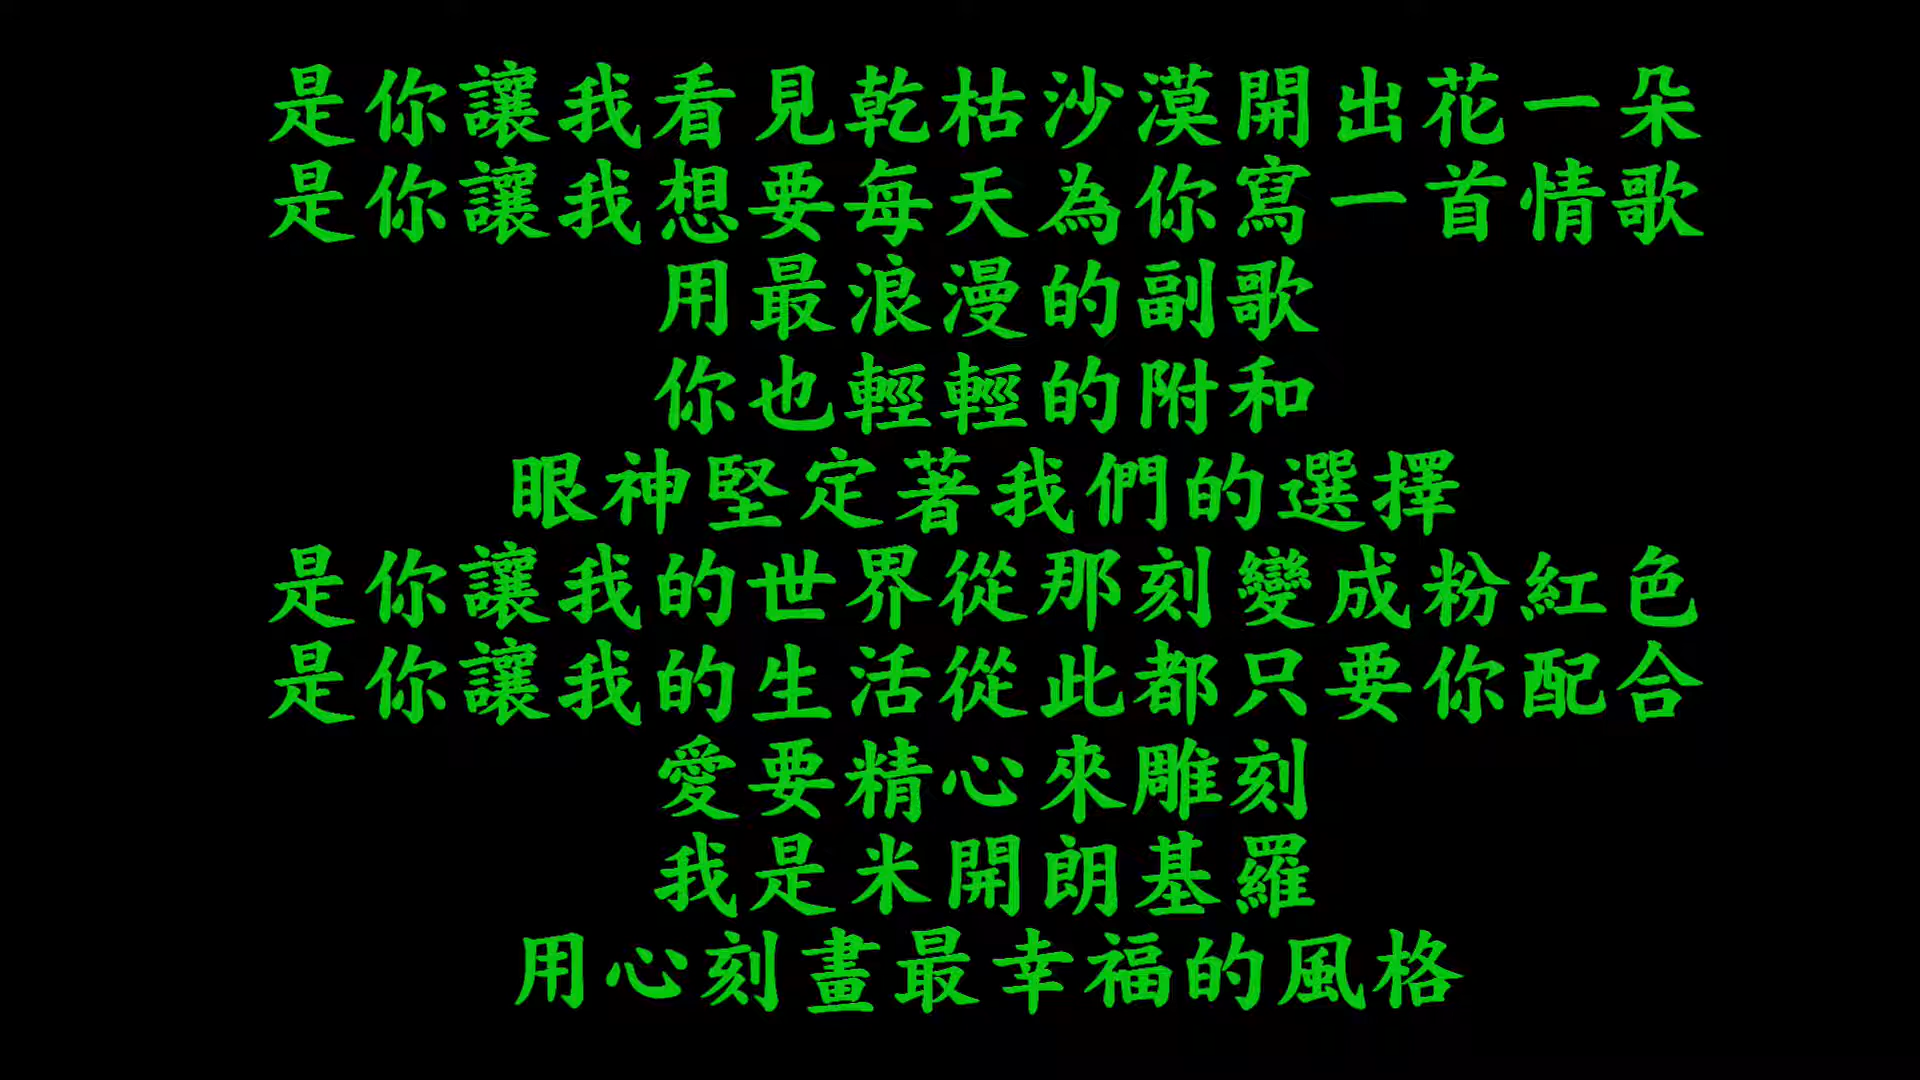 是你讓我看見乾枯沙漠開出花一朵
是你讓我想要每天為你寫一首情歌
用最浪漫的副歌
你也輕輕的附和
眼神堅定著我們的選擇
是你讓我的世界從那刻變成粉紅色
是你讓我的生活從此都只要你配合
愛要精心來雕刻
我是米開朗基羅
用心刻畫最幸福的風格